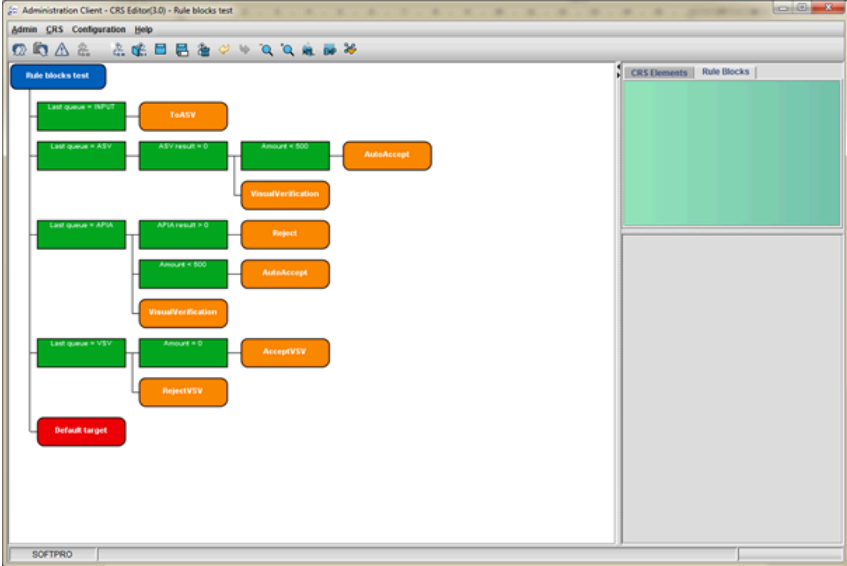 Administration Client - CRS Editor(3.0) - Rule blocks test
Admin CRS Configuration Help
Rule blocks test
CRS Elements Rule Blocks
Last queue = INPUT
ToASV
Last queue = ASV
ASV result = 0
Amount < 500
AutoAccept
VisualVerification
Last queue = APIA
APIA result > 0
Reject
Amount < 500
AutoAccept
VisualVerification
Last queue = VSV
Amount = 0
AcceptVSV
RejectVSV
Default target
SOFTPRO